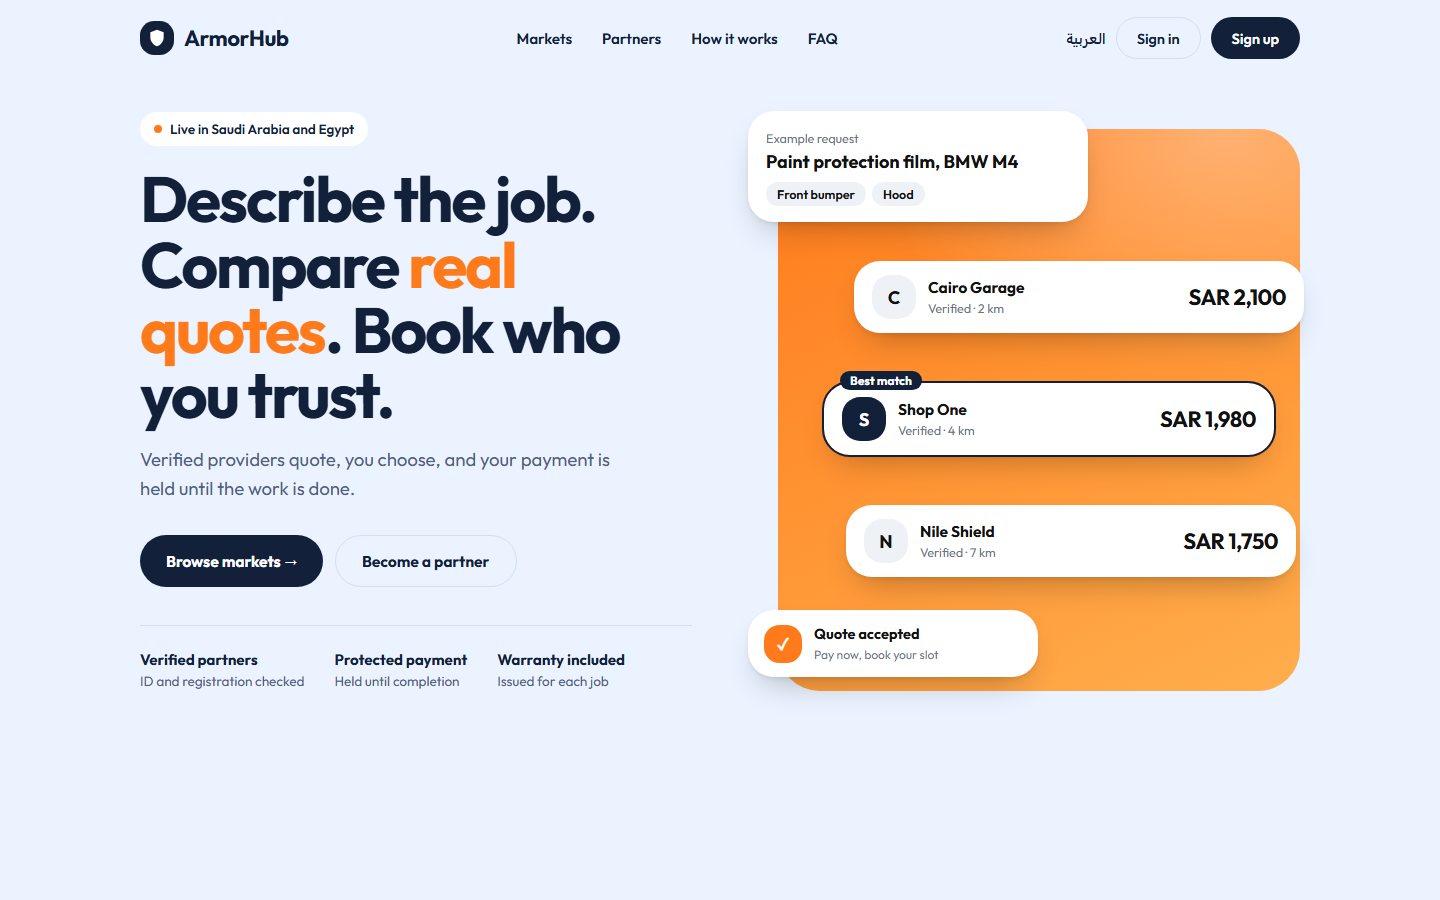 ArmorHub
Markets
Partners
How it works
FAQ
العربية
Sign in
Sign up
Live in Saudi Arabia and Egypt
Describe the job.
Compare real
quotes. Book who
you trust.
Verified providers quote, you choose, and your payment is
held until the work is done.
Browse markets →
Become a partner
Verified partners
ID and registration checked
Protected payment
Held until completion
Warranty included
Issued for each job
Example request
Paint protection film, BMW M4
Front bumper
Hood
C
Cairo Garage
Verified · 2 km
SAR 2,100
Best match
S
Shop One
Verified · 4 km
SAR 1,980
N
Nile Shield
Verified · 7 km
SAR 1,750
✓
Quote accepted
Pay now, book your slot